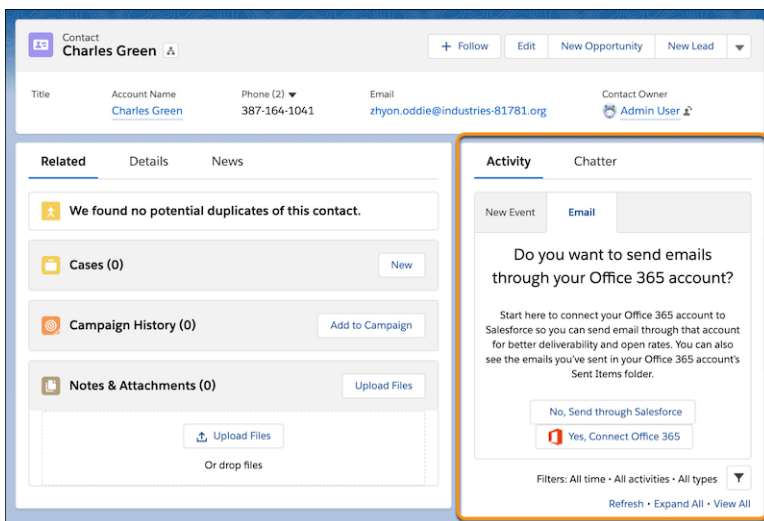 Contact
Charles Green
+ Follow
Edit
New Opportunity
New Lead
Title
Account Name
Phone (2)
Email
Contact Owner
Charles Green
387-164-1041
zhyon.oddie@industries-81781.org
Admin User
Related
Details
News
We found no potential duplicates of this contact.
Cases (0)
New
Campaign History (0)
Add to Campaign
Notes & Attachments (0)
Upload Files
Upload Files
Or drop files
Activity
Chatter
New Event
Email
Do you want to send emails
through your Office 365 account?
Start here to connect your Office 365 account to
Salesforce so you can send email through that account
for better deliverability and open rates. You can also
see the emails you've sent in your Office 365 account's
Sent Items folder.
No, Send through Salesforce
Yes, Connect Office 365
Filters: All time • All activities • All types
Refresh • Expand All • View All